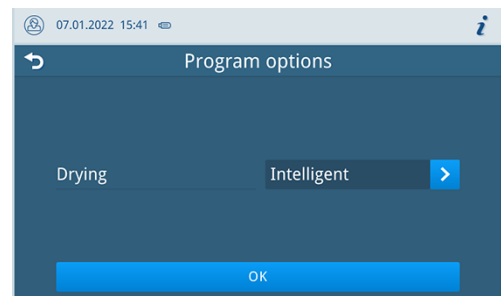 07.01.2022 15:41
i
Program options
Drying
Intelligent
OK